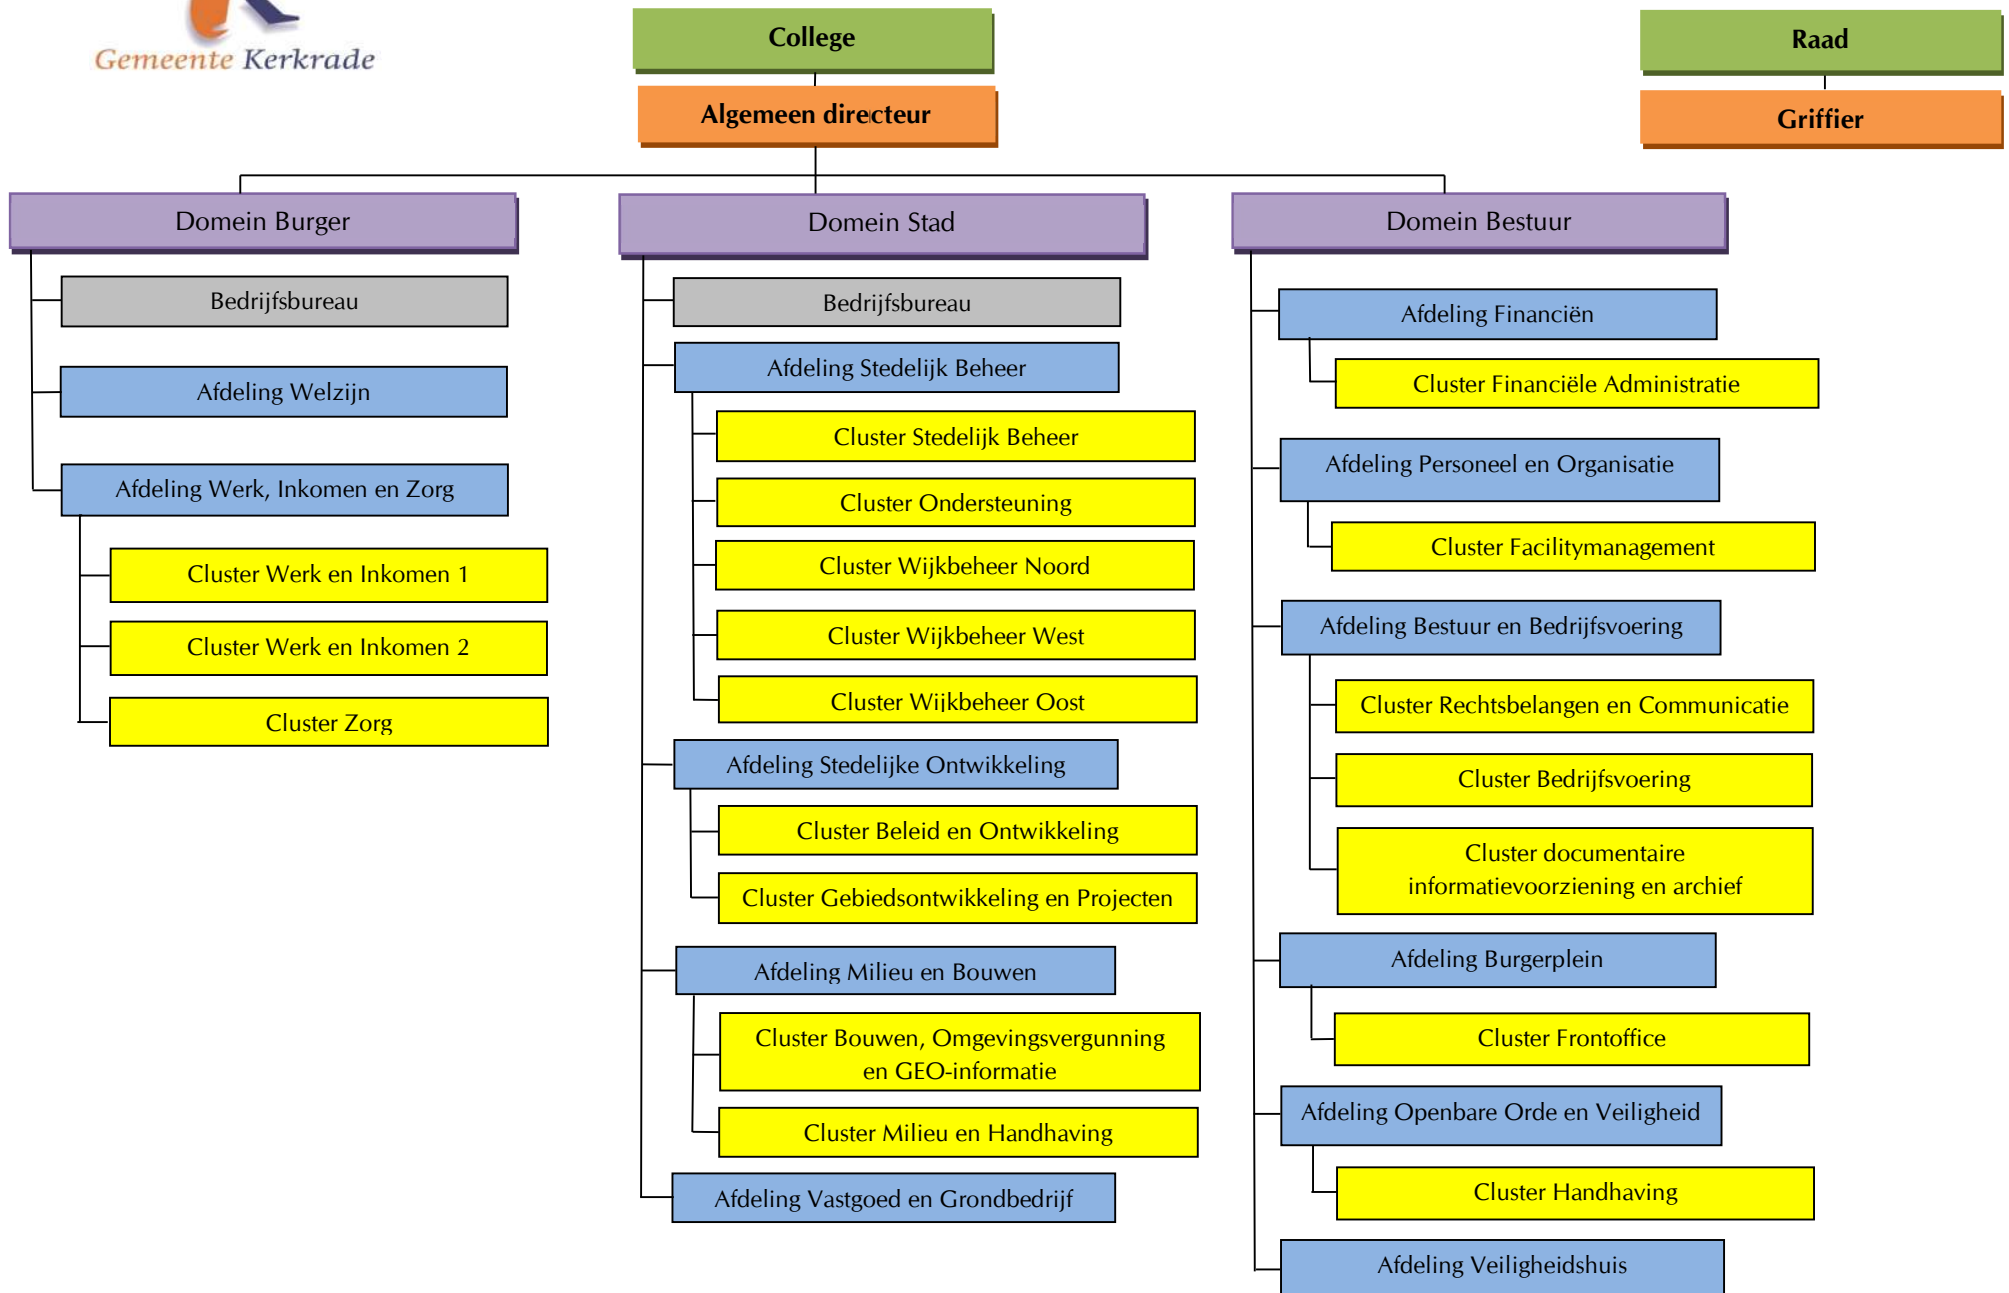 Gemeente Kerkrade
College
Algemeen directeur
Raad
Griffier
Domein Burger
Bedrijfsbureau
Afdeling Welzijn
Afdeling Werk, Inkomen en Zorg
Cluster Werk en Inkomen 1
Cluster Werk en Inkomen 2
Cluster Zorg
Domein Stad
Bedrijfsbureau
Afdeling Stedelijk Beheer
Cluster Stedelijk Beheer
Cluster Ondersteuning
Cluster Wijkbeheer Noord
Cluster Wijkbeheer West
Cluster Wijkbeheer Oost
Afdeling Stedelijke Ontwikkeling
Cluster Beleid en Ontwikkeling
Cluster Gebiedsontwikkeling en Projecten
Afdeling Milieu en Bouwen
Cluster Bouwen, Omgevingsvergunning
en GEO-informatie
Cluster Milieu en Handhaving
Afdeling Vastgoed en Grondbedrijf
Domein Bestuur
Afdeling Financiën
Cluster Financiële Administratie
Afdeling Personeel en Organisatie
Cluster Facilitymanagement
Afdeling Bestuur en Bedrijfsvoering
Cluster Rechtsbelangen en Communicatie
Cluster Bedrijfsvoering
Cluster documentaire
informatievoorziening en archief
Afdeling Burgerplein
Cluster Frontoffice
Afdeling Openbare Orde en Veiligheid
Cluster Handhaving
Afdeling Veiligheidshuis